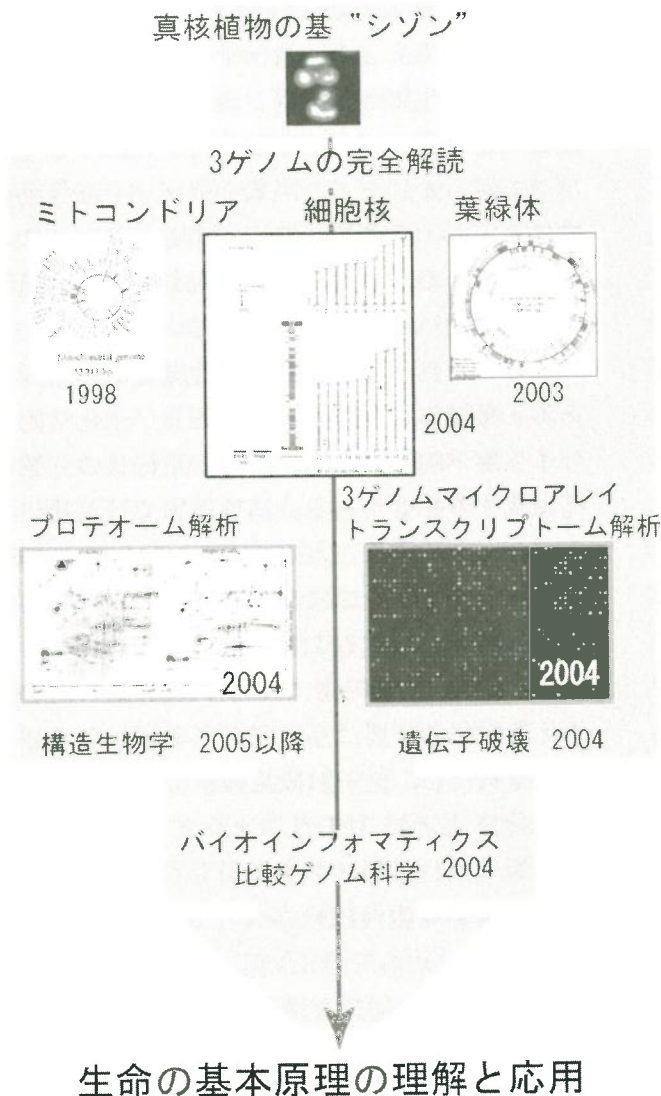 真核植物の基 “シゾン”
3ゲノムの完全解読
ミトコンドリア 細胞核 葉緑体
Mitochondrial genome
1998
2003
2004
プロテオーム解析
3ゲノムマイクロアレイ
トランスクリプトーム解析
2004
2004
構造生物学 2005以降
遺伝子破壊 2004
バイオインフォマティクス
比較ゲノム科学 2004
生命の基本原理の理解と応用